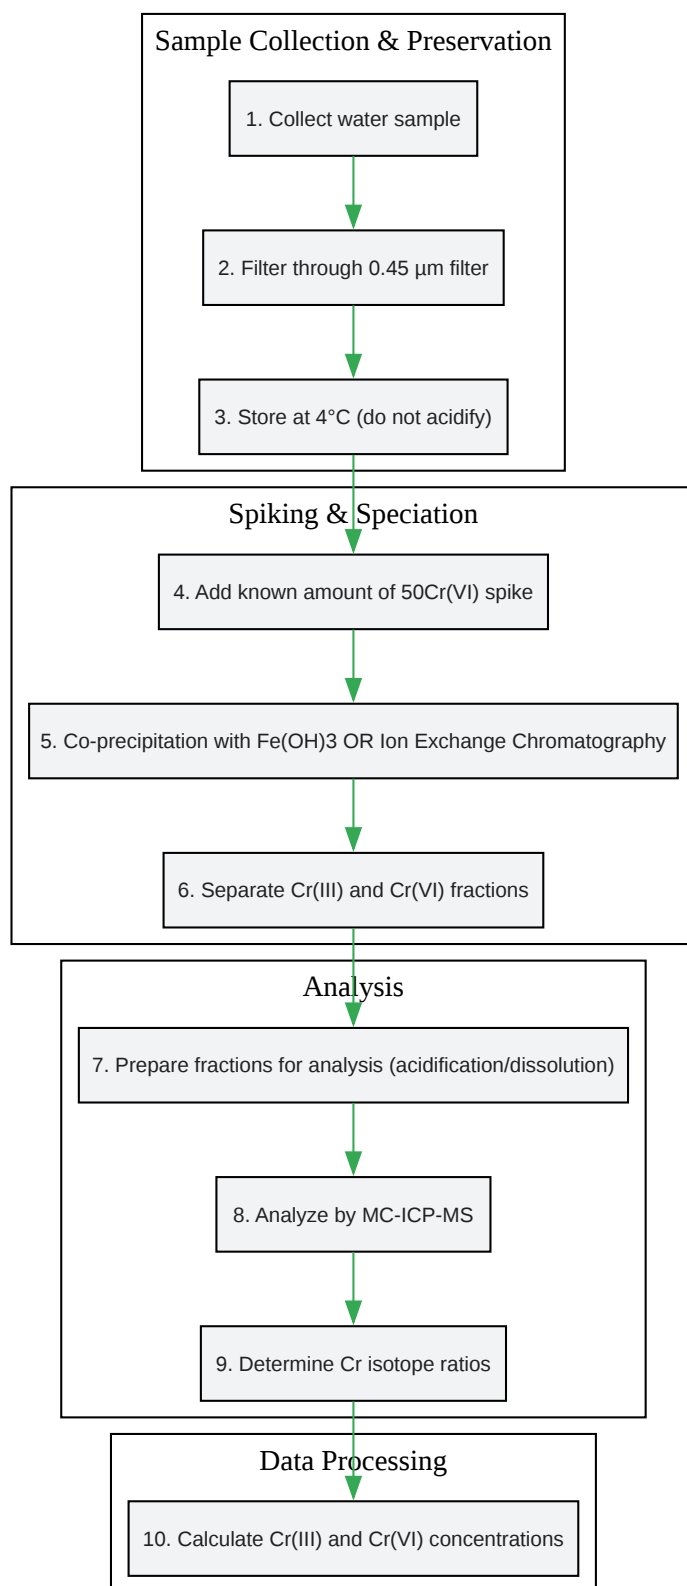 Sample Collection & Preservation
1. Collect water sample
2. Filter through 0.45 µm filter
3. Store at 4°C (do not acidify)
Spiking & Speciation
4. Add known amount of 50Cr(VI) spike
5. Co-precipitation with Fe(OH)3 OR Ion Exchange Chromatography
6. Separate Cr(III) and Cr(VI) fractions
Analysis
7. Prepare fractions for analysis (acidification/dissolution)
8. Analyze by MC-ICP-MS
9. Determine Cr isotope ratios
Data Processing
10. Calculate Cr(III) and Cr(VI) concentrations